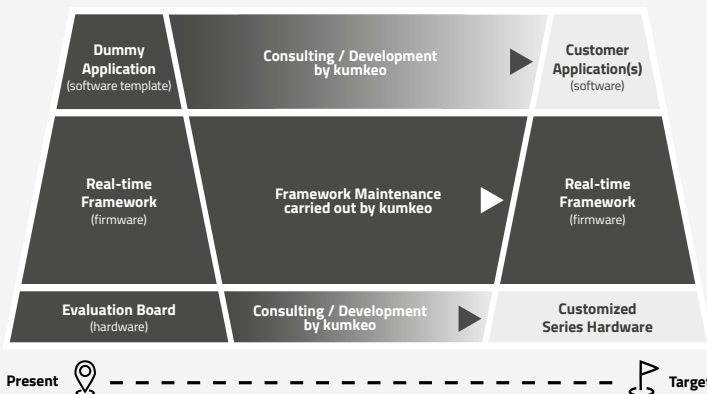 Dummy
Application
(software template)
Consulting / Development
by kumkeo
Customer
Application(s)
(software)
Real-time
Framework
(firmware)
Framework Maintenance
carried out by kumkeo
Real-time
Framework
(firmware)
Evaluation Board
(hardware)
Consulting / Development
by kumkeo
Customized
Series Hardware
Present
Target